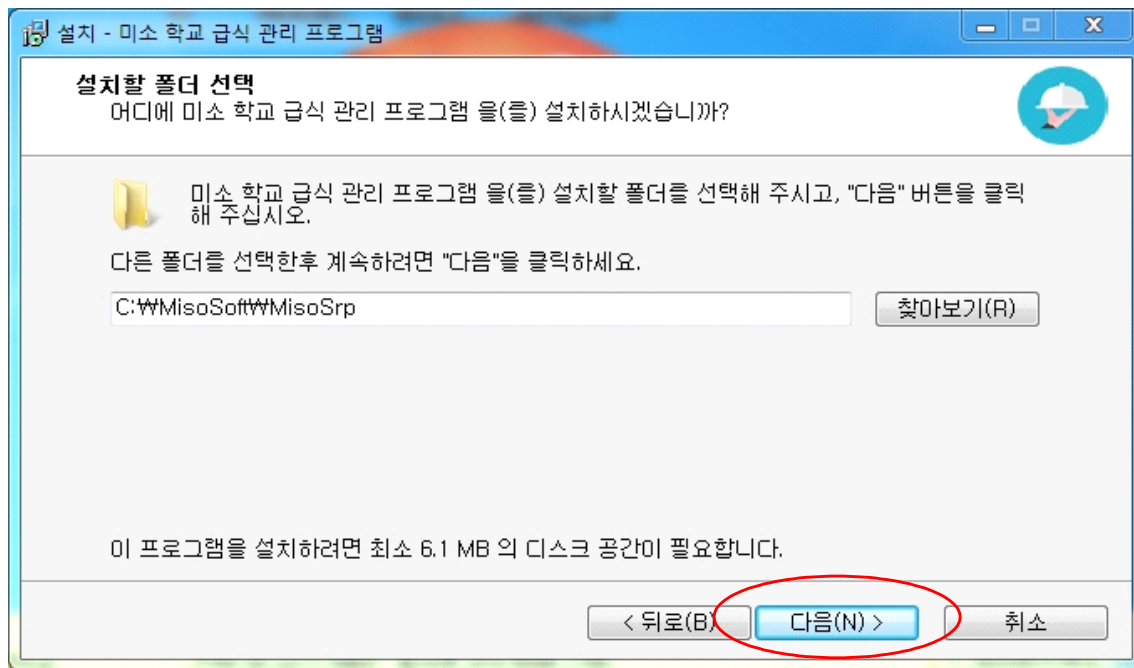 설치 - 미소 학교 급식 관리 프로그램
설치할 폴더 선택
어디에 미소 학교 급식 관리 프로그램 을(를) 설치하시겠습니까?
미소 학교 급식 관리 프로그램 을(를) 설치할 폴더를 선택해 주시고, "다음" 버튼을 클릭
해 주십시오.
다른 폴더를 선택한후 계속하려면 "다음"을 클릭하세요.
C:₩MisoSoft₩MisoSrp
찾아보기(R)
이 프로그램을 설치하려면 최소 6.1 MB 의 디스크 공간이 필요합니다.
< 뒤로(B)
다음(N) >
취소